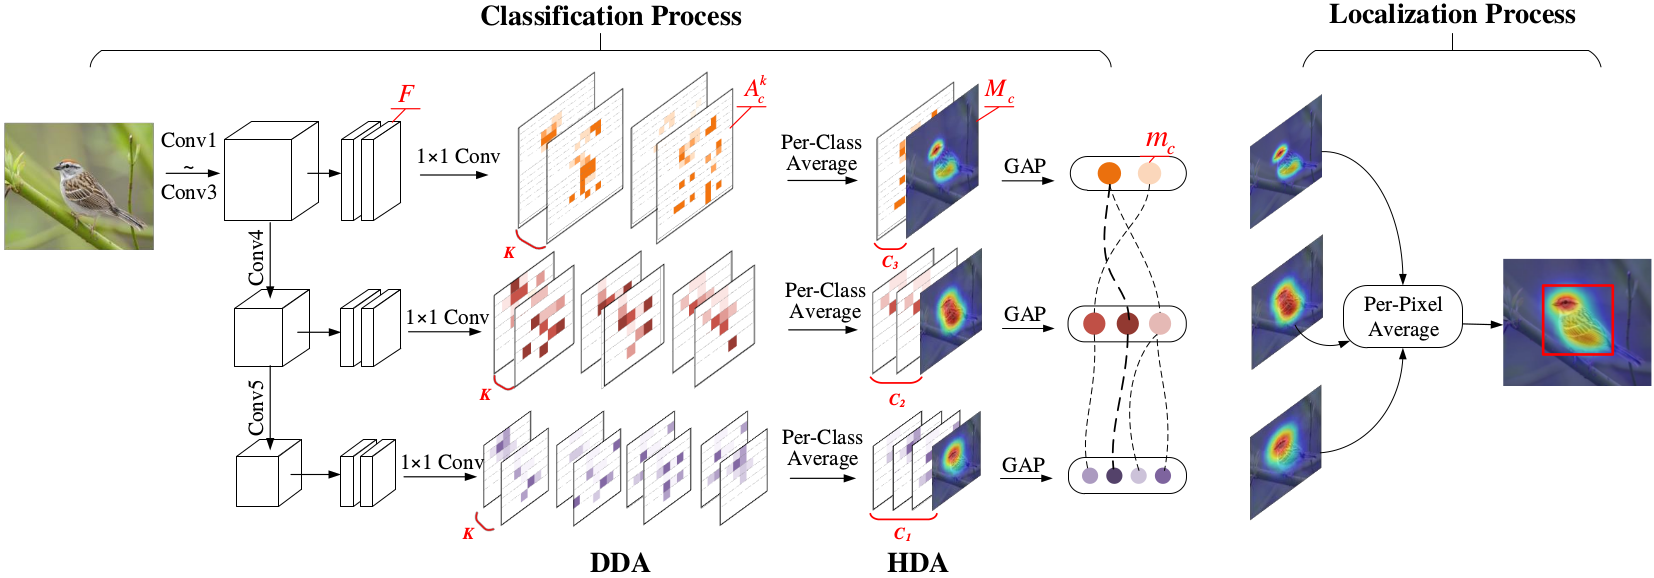 Classification Process
Localization Process
F
A_c^k
M_c
m_c
Conv1
~
Conv3
1×1 Conv
Per-Class
Average
GAP
K
C_3
Conv4
1×1 Conv
Per-Class
Average
GAP
Per-Pixel
Average
K
C_2
Conv5
1×1 Conv
Per-Class
Average
GAP
K
C_1
DDA
HDA